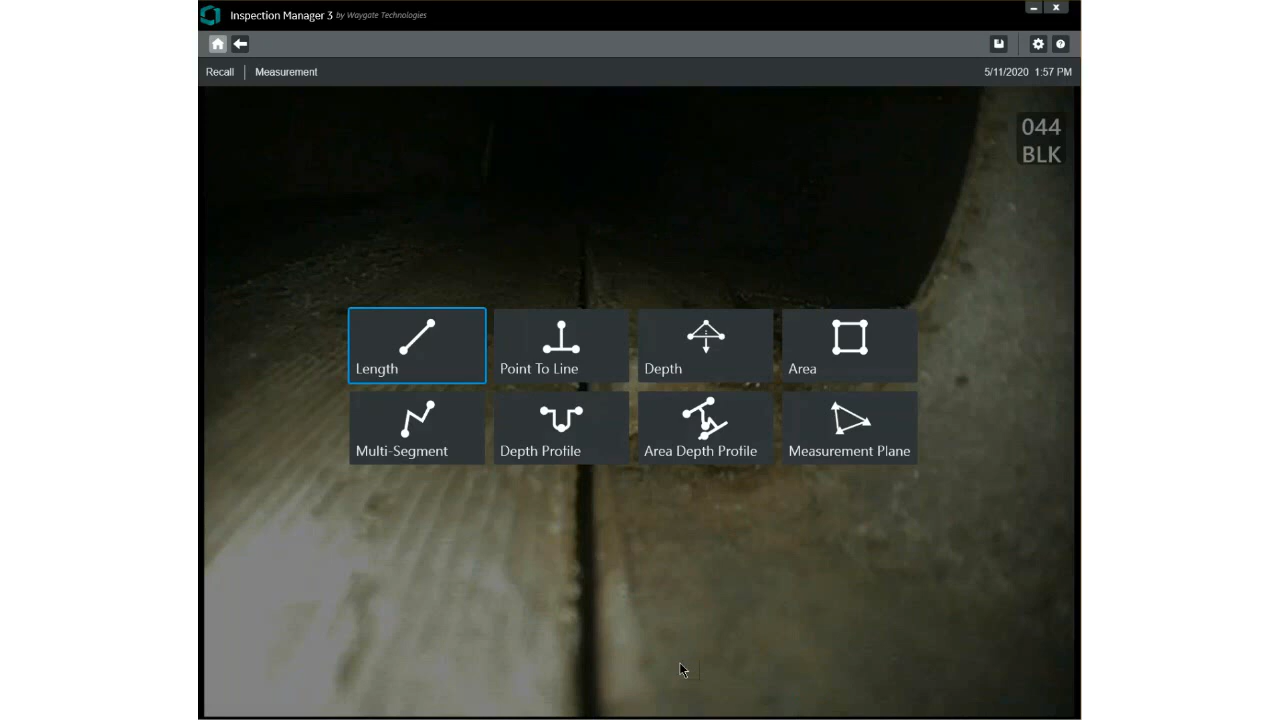 Inspection Manager 3 by Waygate Technologies
Recall | Measurement
5/11/2020 1:57 PM
044
BLK
Length
Point To Line
Depth
Area
Multi-Segment
Depth Profile
Area Depth Profile
Measurement Plane